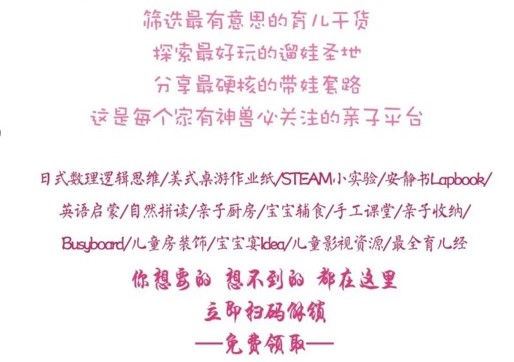 筛选最有意思的育儿干货
探索最好玩的遛娃圣地
分享最硬核的带娃套路
这是每个家有神兽必关注的亲子平台
日式数理逻辑思维/美式桌游作业纸/STEAM小实验/安静书Lapbook/
英语启蒙/自然拼读/亲子厨房/宝宝辅食/手工课堂/亲子收纳/
Busyboard/儿童房装饰/宝宝宴Idea/儿童影视资源/最全育儿经
你想要的 想不到的 都在这里
立即扫码解锁
——免费领取——